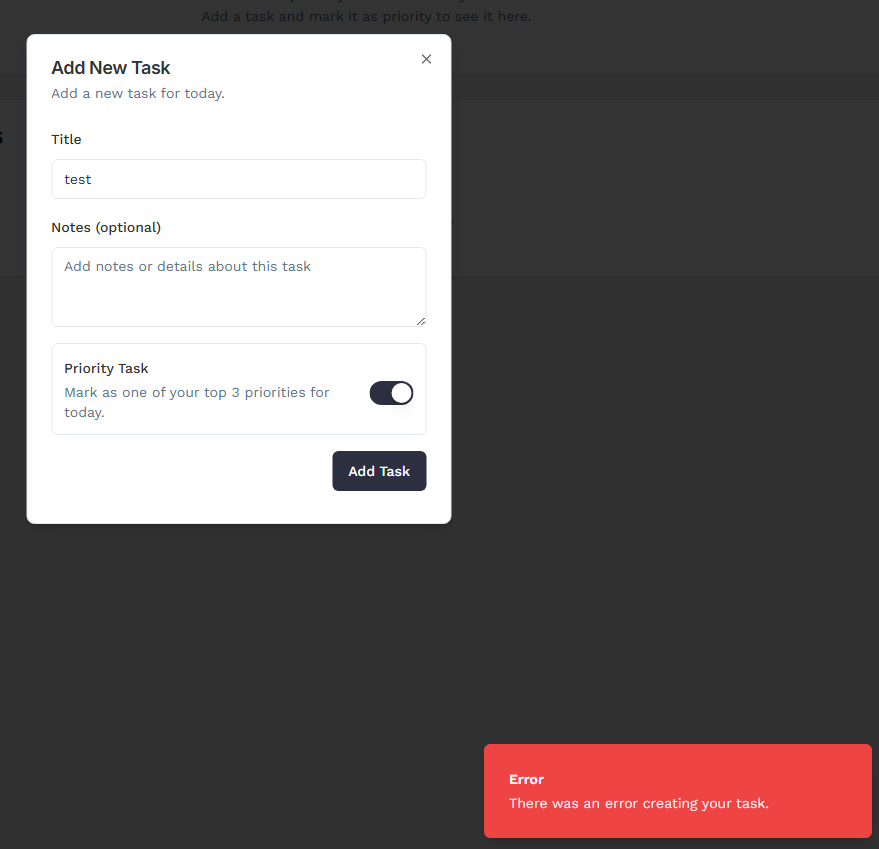 Add a task and mark it as priority to see it here.
Add New Task
Add a new task for today.
Title
test
Notes (optional)
Add notes or details about this task
Priority Task
Mark as one of your top 3 priorities for
today.
Add Task
Error
There was an error creating your task.